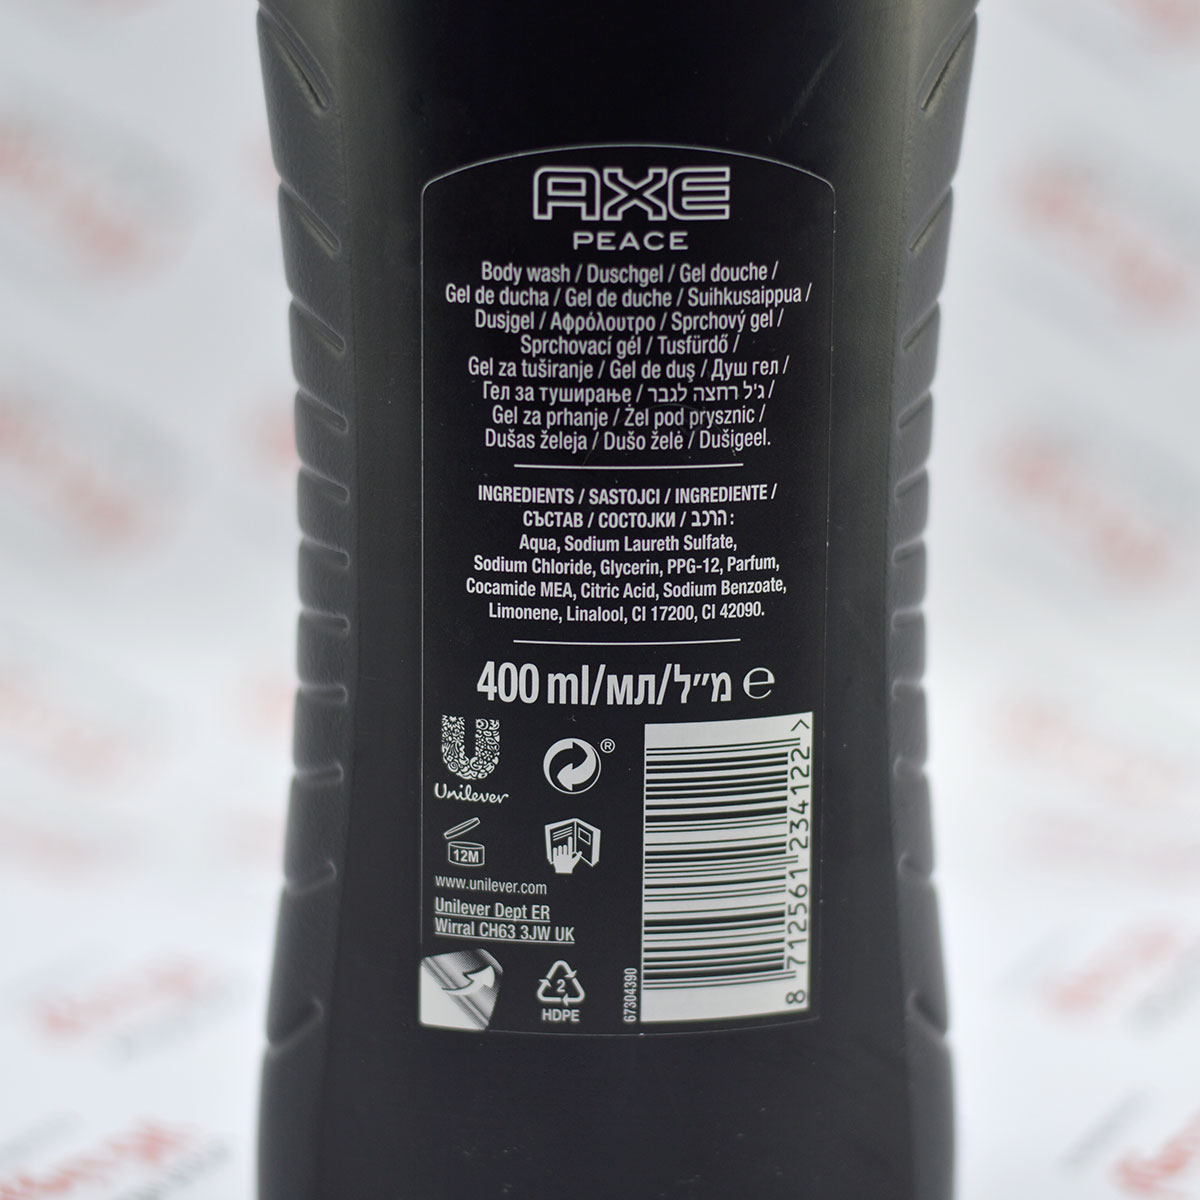 AXE
PEACE
Body wash / Duschgel / Gel douche /
Gel de ducha / Gel de duche / Suihkusaippua /
Dusjgel / Αφρόλουτρο / Sprchový gel /
Sprchovací gél / Tusfürdő /
Gel za tuširanje / Gel de duş / Душ гел /
Гел за туширање / ג'ל רחצה לגבר /
Gel za prhanje / Żel pod prysznic /
Dušas želeja / Dušo želė / Dušigeel.
INGREDIENTS / SASTOJCI / INGREDIENTE /
СЪСТАВ / СОСТОЈКИ / הרכב:
Aqua, Sodium Laureth Sulfate,
Sodium Chloride, Glycerin, PPG-12, Parfum,
Cocamide MEA, Citric Acid, Sodium Benzoate,
Limonene, Linalool, CI 17200, CI 42090.
400 ml/мл/מ״ל e
Unilever
®
12M
www.unilever.com
Unilever Dept ER
Wirral CH63 3JW UK
2
HDPE
67304390
8 712561 234122 >